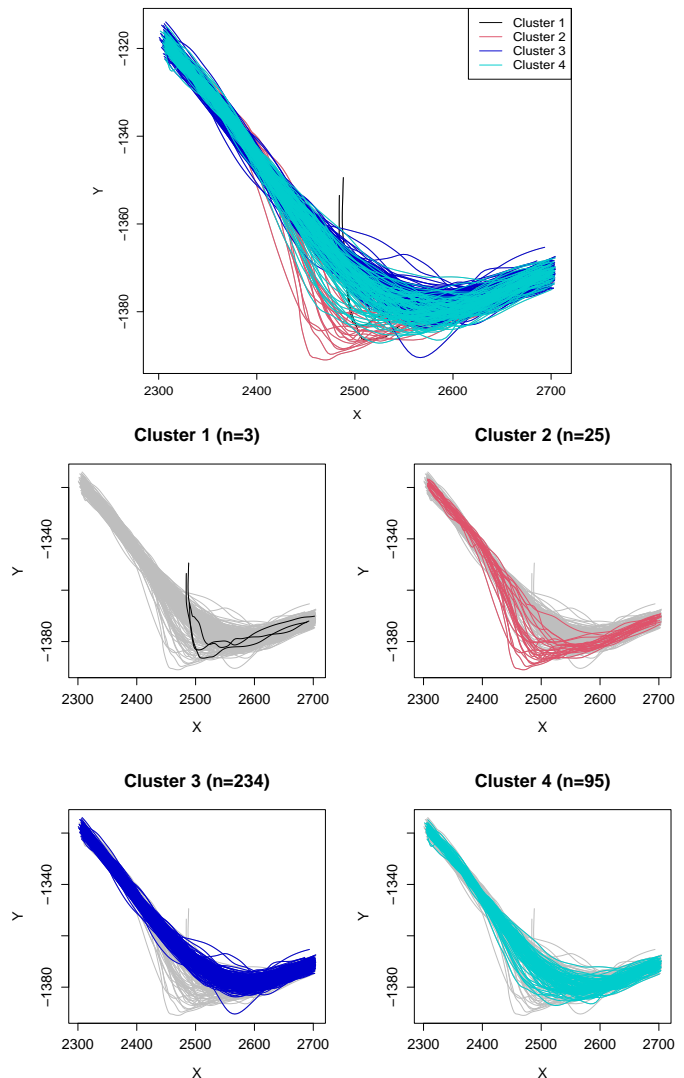 Cluster 1
Cluster 2
Cluster 3
Cluster 4
−1320
−1340
−1360
−1380
Y
2300 2400 2500 2600 2700
X
Cluster 1 (n=3)
Cluster 2 (n=25)
−1340
−1380
Y
2300 2400 2500 2600 2700
X
−1340
−1380
Y
2300 2400 2500 2600 2700
X
Cluster 3 (n=234)
Cluster 4 (n=95)
−1340
−1380
Y
2300 2400 2500 2600 2700
X
−1340
−1380
Y
2300 2400 2500 2600 2700
X